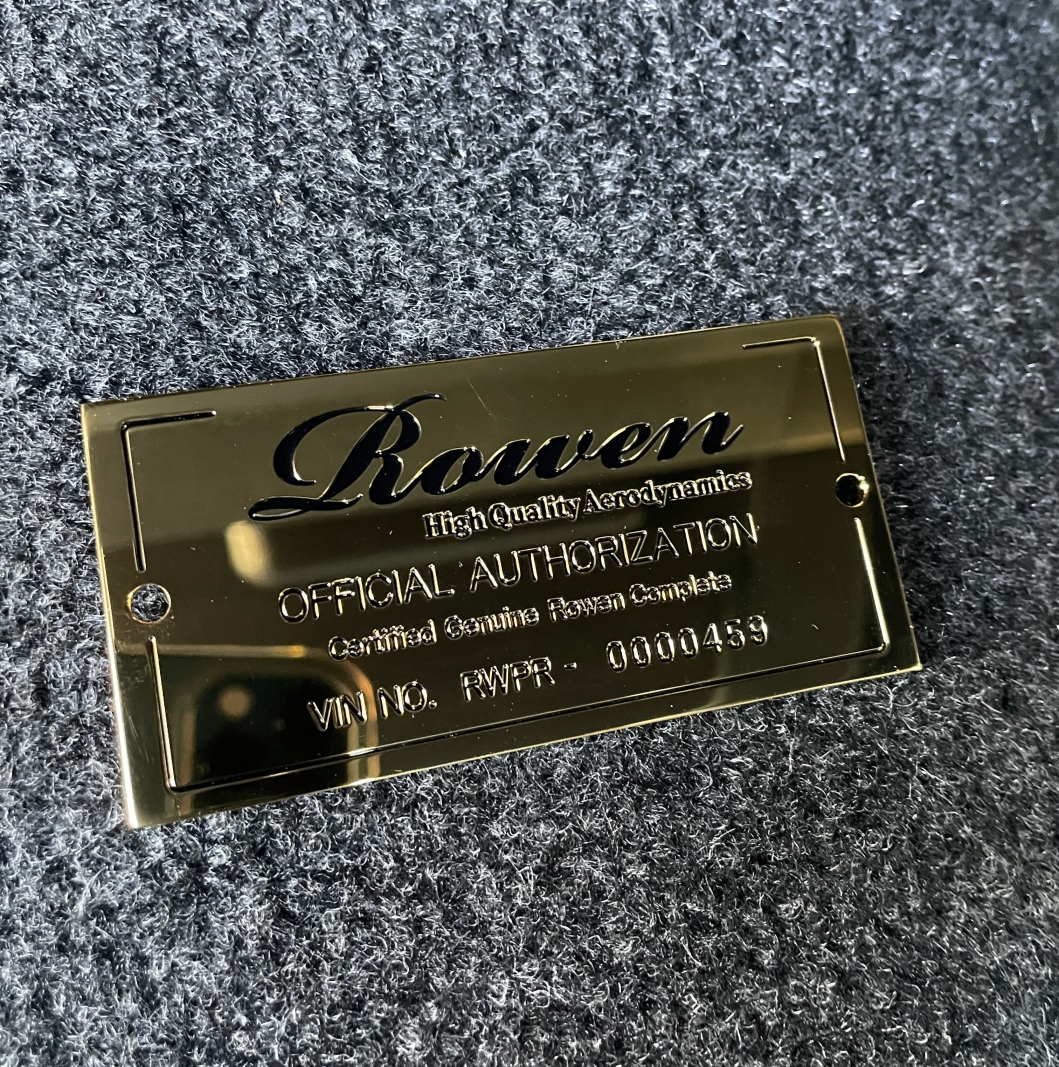 Rowen
High Quality Aerodynamics
OFFICIAL AUTHORIZATION
Certified Genuine Rowen Complete
VIN NO. RWPR - 0000459